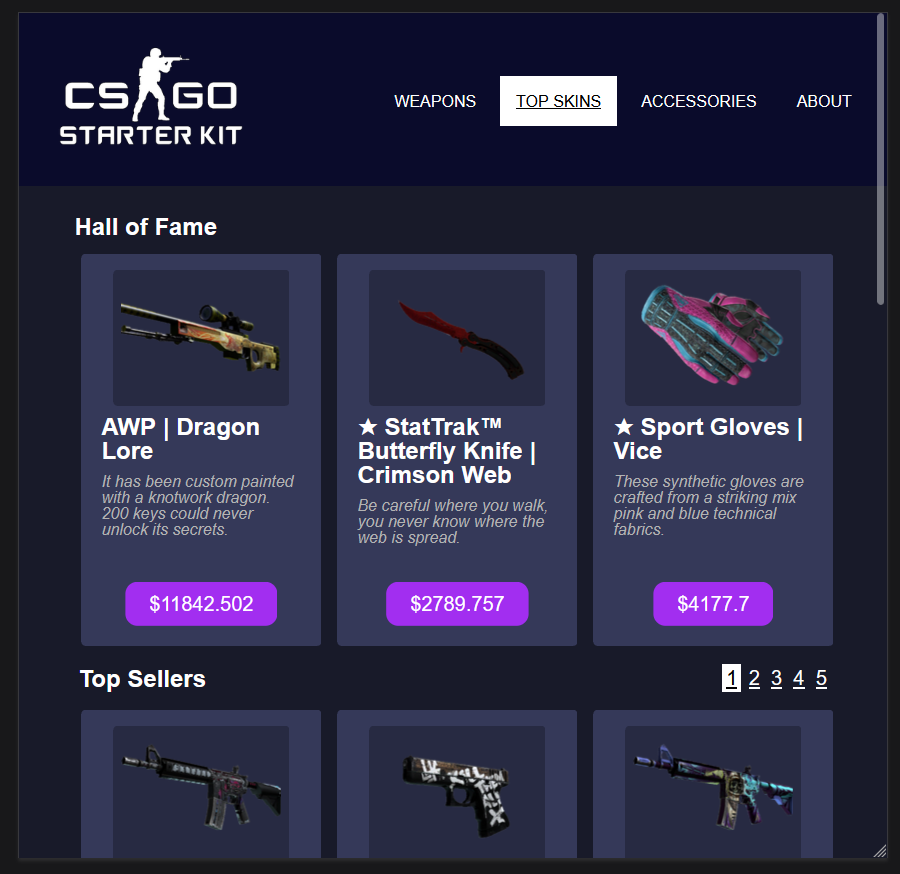 CS GO
STARTER KIT
WEAPONS TOP SKINS ACCESSORIES ABOUT
Hall of Fame
AWP | Dragon
Lore
It has been custom painted
with a knotwork dragon.
200 keys could never
unlock its secrets.
$11842.502
★ StatTrak™
Butterfly Knife |
Crimson Web
Be careful where you walk,
you never know where the
web is spread.
$2789.757
★ Sport Gloves |
Vice
These synthetic gloves are
crafted from a striking mix
pink and blue technical
fabrics.
$4177.7
Top Sellers
1 2 3 4 5